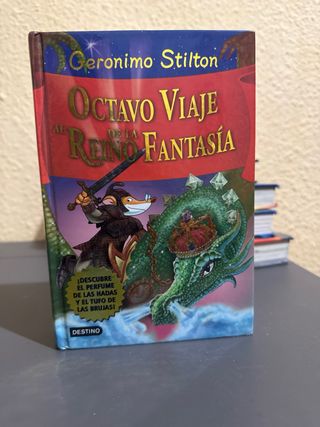 Geronimo Stilton
OCTAVO VIAJE
AL REINO DE LA FANTASÍA
¡DESCUBRE
EL PERFUME
DE LAS HADAS
Y EL TUFO DE
LAS BRUJAS!
DESTINO